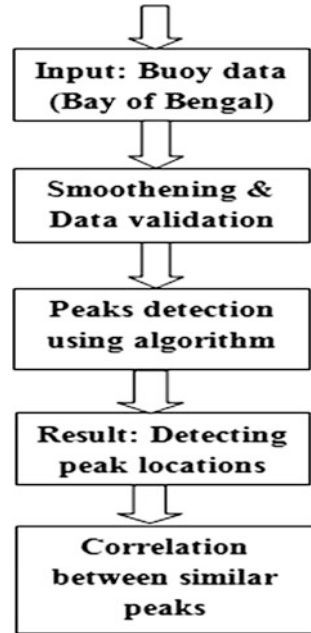 Input: Buoy data
(Bay of Bengal)
Smoothening &
Data validation
Peaks detection
using algorithm
Result: Detecting
peak locations
Correlation
between similar
peaks